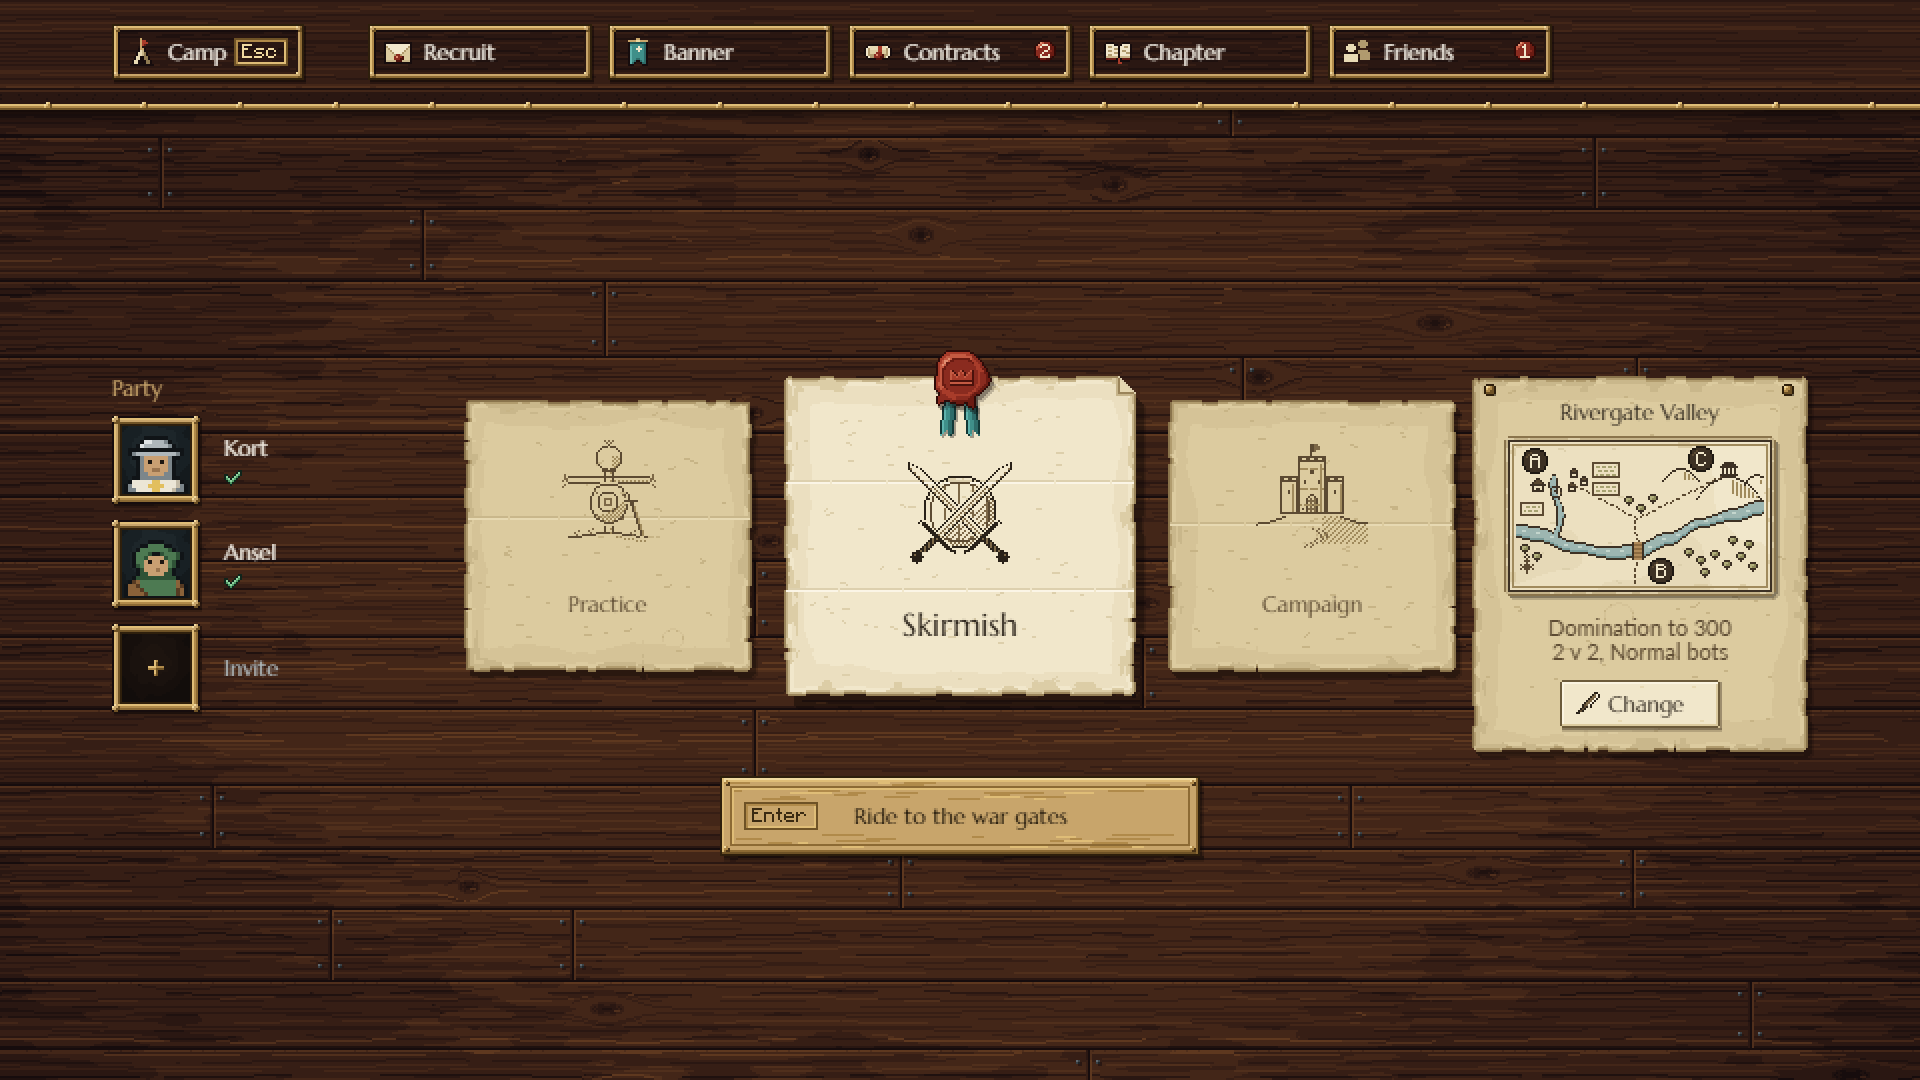 Camp Esc
Recruit
Banner
Contracts 2
Chapter
Friends 1
Party
Kort
Ansel
+ Invite
Practice
Skirmish
Campaign
Rivergate Valley
A
C
B
Domination to 300
2 v 2, Normal bots
Change
Enter Ride to the war gates